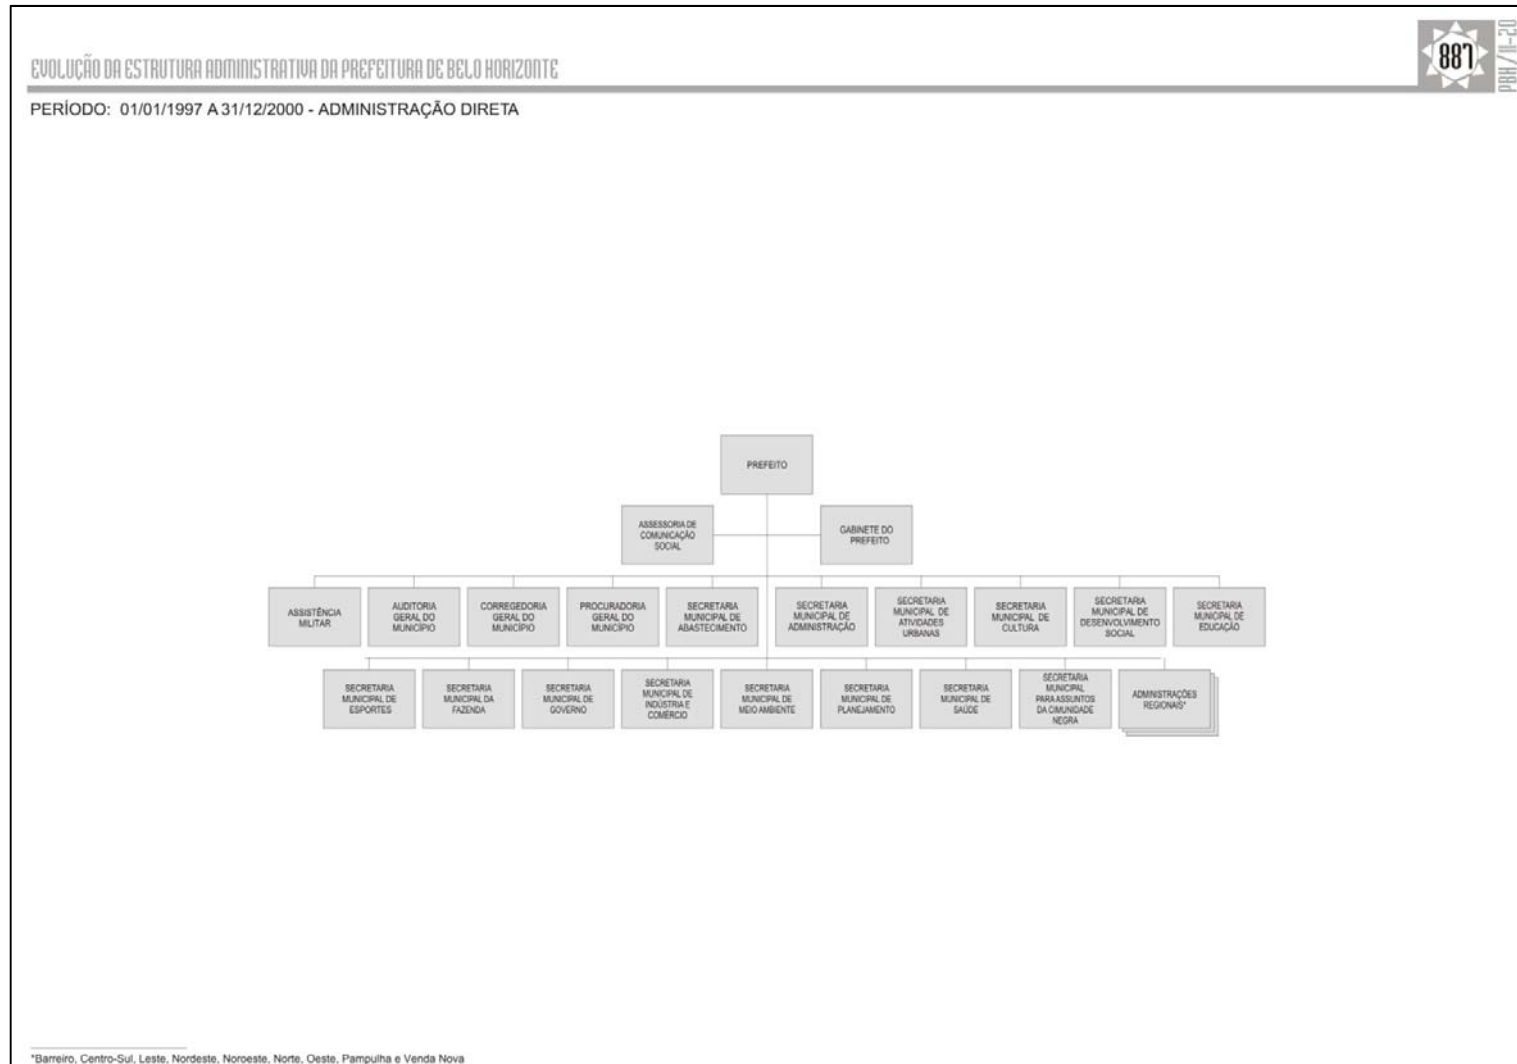 EVOLUÇÃO DA ESTRUTURA ADMINISTRATIVA DA PREFEITURA DE BELO HORIZONTE
887
PBH/11-20
PERÍODO: 01/01/1997 A 31/12/2000 - ADMINISTRAÇÃO DIRETA
PREFEITO
ASSESSORIA DE
COMUNICAÇÃO
SOCIAL
GABINETE DO
PREFEITO
ASSISTÊNCIA
MILITAR
AUDITORIA
GERAL DO
MUNICÍPIO
CORREGEDORIA
GERAL DO
MUNICÍPIO
PROCURADORIA
GERAL DO
MUNICÍPIO
SECRETARIA
MUNICIPAL DE
ABASTECIMENTO
SECRETARIA
MUNICIPAL DE
ADMINISTRAÇÃO
SECRETARIA
MUNICIPAL DE
ATIVIDADES
URBANAS
SECRETARIA
MUNICIPAL DE
CULTURA
SECRETARIA
MUNICIPAL DE
DESENVOLVIMENTO
SOCIAL
SECRETARIA
MUNICIPAL DE
EDUCAÇÃO
SECRETARIA
MUNICIPAL DE
ESPORTES
SECRETARIA
MUNICIPAL DA
FAZENDA
SECRETARIA
MUNICIPAL DE
GOVERNO
SECRETARIA
MUNICIPAL DE
INDÚSTRIA E
COMÉRCIO
SECRETARIA
MUNICIPAL DE
MEIO AMBIENTE
SECRETARIA
MUNICIPAL DE
PLANEJAMENTO
SECRETARIA
MUNICIPAL DE
SAÚDE
SECRETARIA
MUNICIPAL
PARA ASSUNTOS
DA CIMUNIDADE
NEGRA
ADMINISTRAÇÕES
REGIONAIS*
*Barreiro, Centro-Sul, Leste, Nordeste, Noroeste, Norte, Oeste, Pampulha e Venda Nova